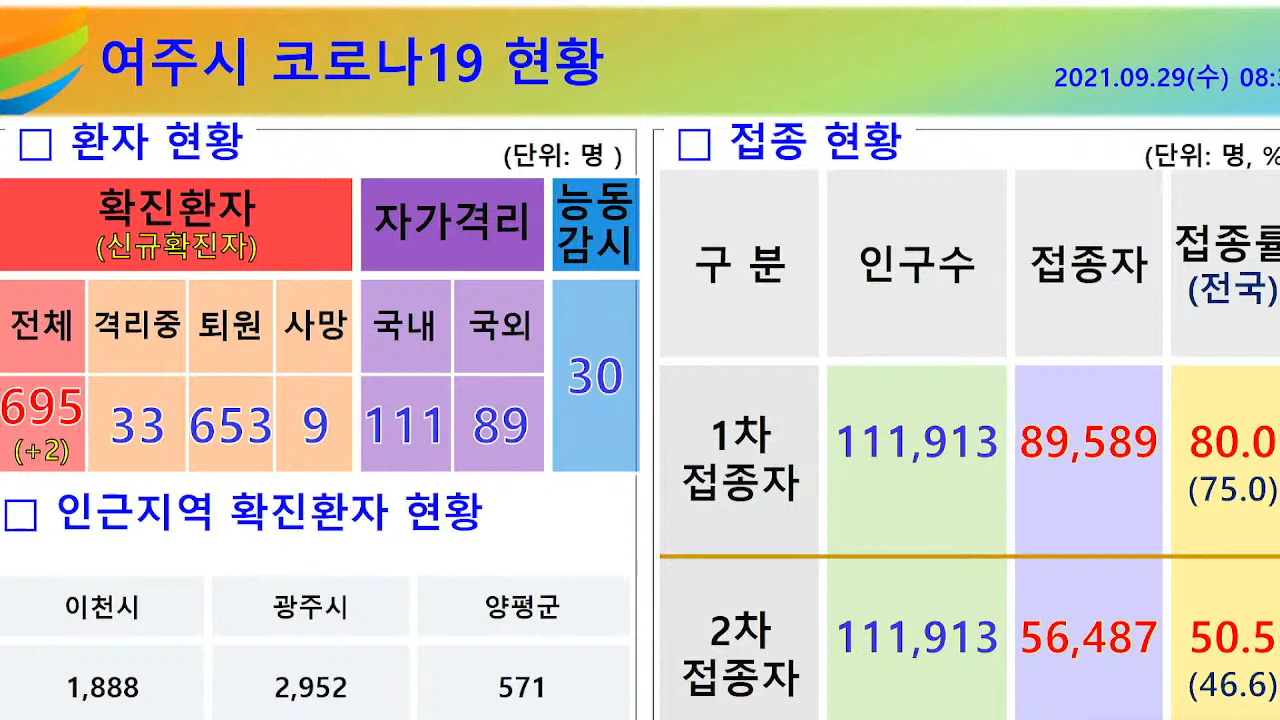 여주시 코로나19 현황
2021.09.29(수) 08:3
□ 환자 현황
(단위: 명 )
확진환자
(신규확진자)
자가격리
능동
감시
전체 격리중 퇴원 사망 국내 국외
695
(+2)
33 653 9 111 89
30
□ 인근지역 확진환자 현황
이천시 광주시 양평군
1,888 2,952 571
□ 접종 현황
(단위: 명, %
구 분 인구수 접종자 접종률
(전국)
1차
접종자
111,913 89,589 80.0
(75.0)
2차
접종자
111,913 56,487 50.5
(46.6)